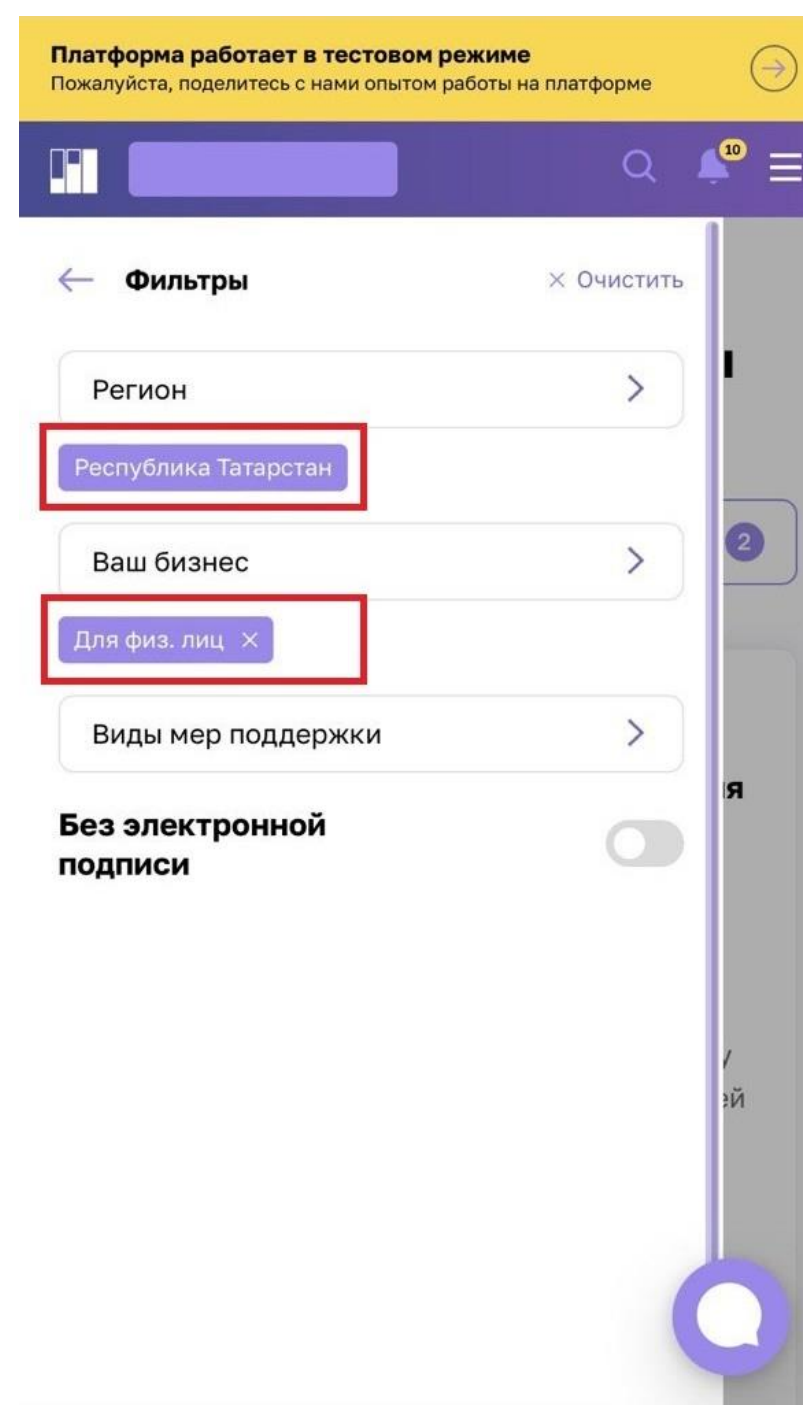 Платформа работает в тестовом режиме
Пожалуйста, поделитесь с нами опытом работы на платформе
10
Фильтры
Очистить
Регион
Республика Татарстан
Ваш бизнес
2
Для физ. лиц
Виды мер поддержки
Без электронной
подписи